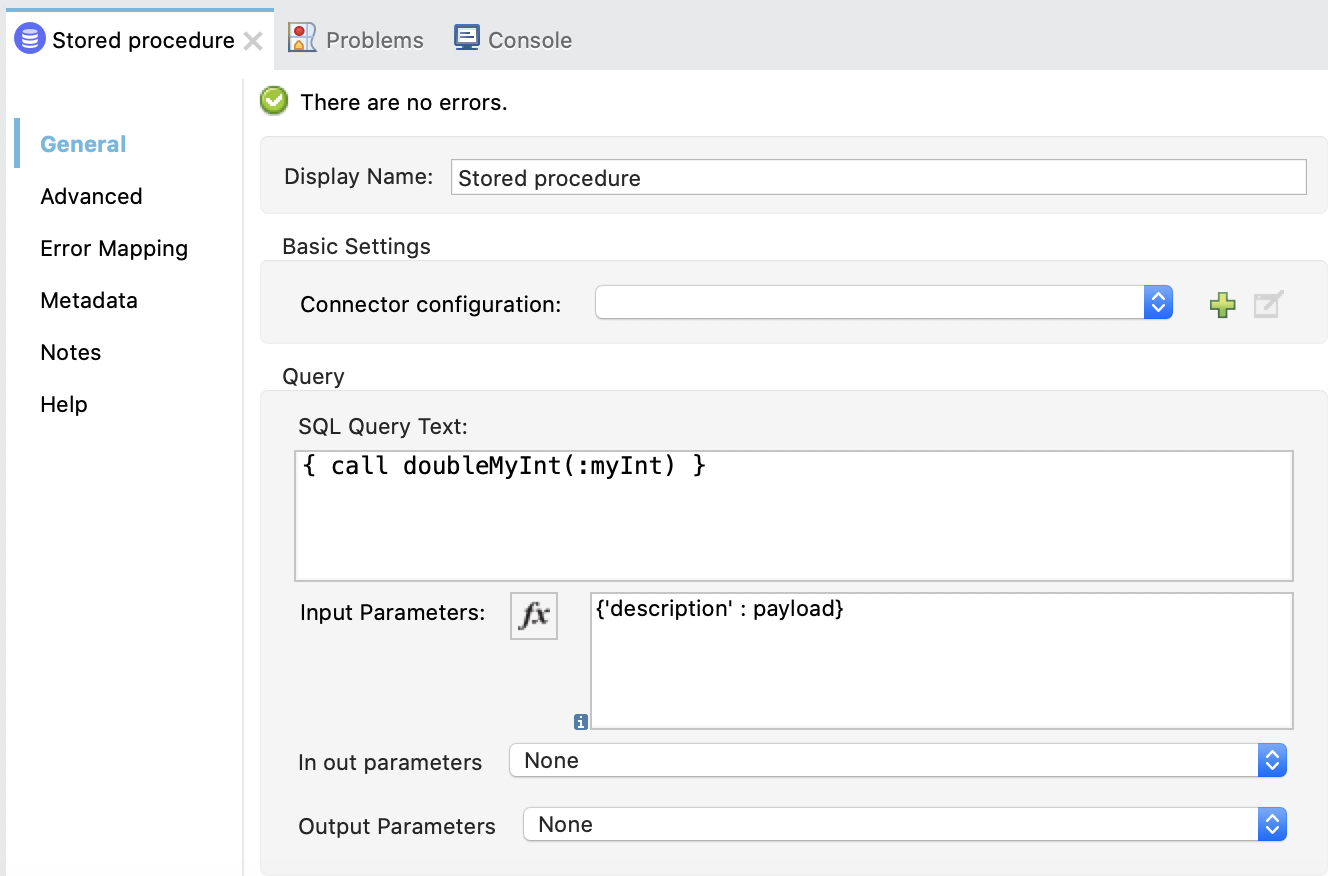 Stored procedure
Problems
Console
There are no errors.
General
Advanced
Error Mapping
Metadata
Notes
Help
Display Name: Stored procedure
Basic Settings
Connector configuration:
Query
SQL Query Text:
{ call doubleMyInt(:myInt) }
Input Parameters: fx {'description' : payload}
In out parameters None
Output Parameters None